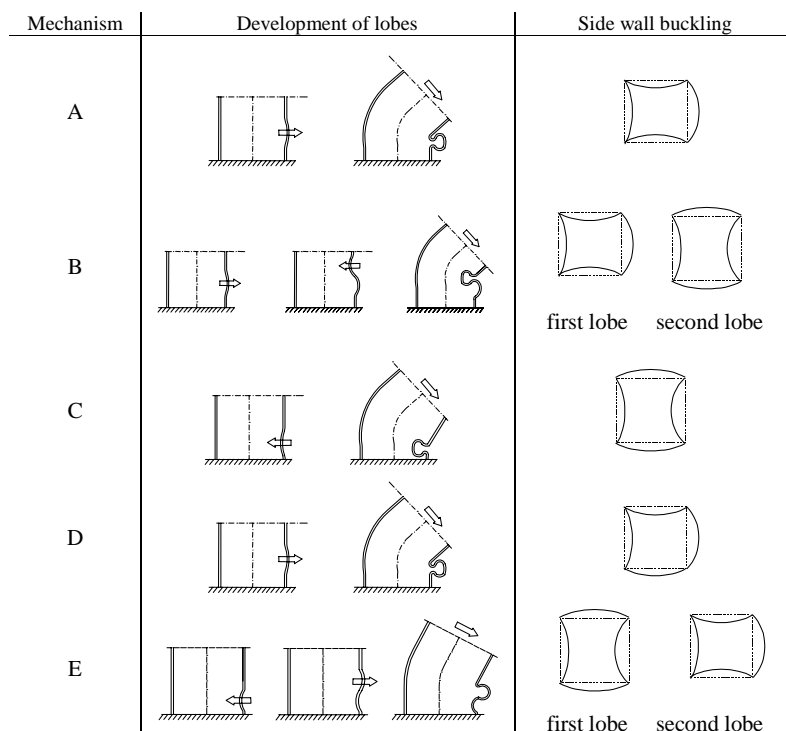 Mechanism Development of lobes Side wall buckling
A
B
first lobe second lobe
C
D
E
first lobe second lobe